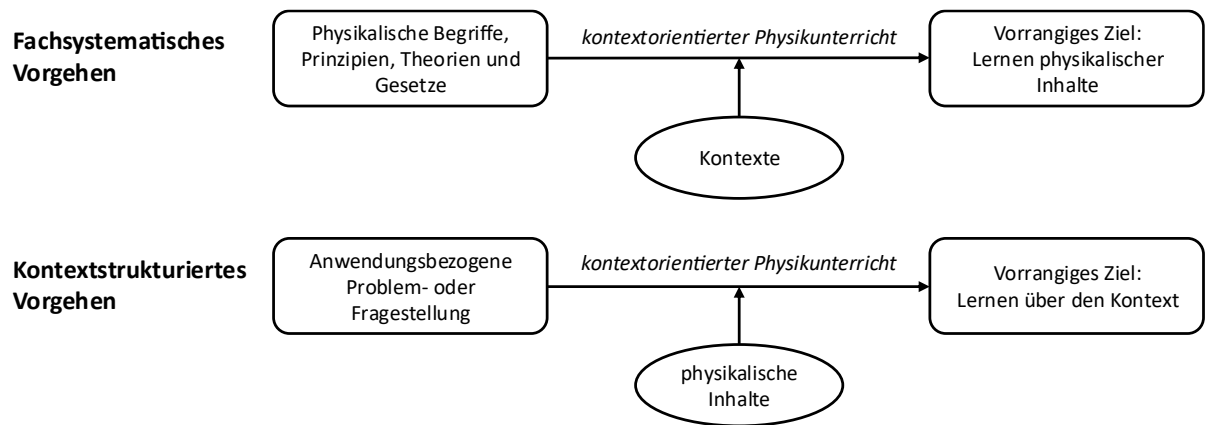 Fachsystematisches
Vorgehen
Physikalische Begriffe,
Prinzipien, Theorien und
Gesetze
kontextorientierter Physikunterricht
Vorrangiges Ziel:
Lernen physikalischer
Inhalte
Kontexte
Kontextstrukturiertes
Vorgehen
Anwendungsbezogene
Problem- oder
Fragestellung
kontextorientierter Physikunterricht
Vorrangiges Ziel:
Lernen über den Kontext
physikalische
Inhalte